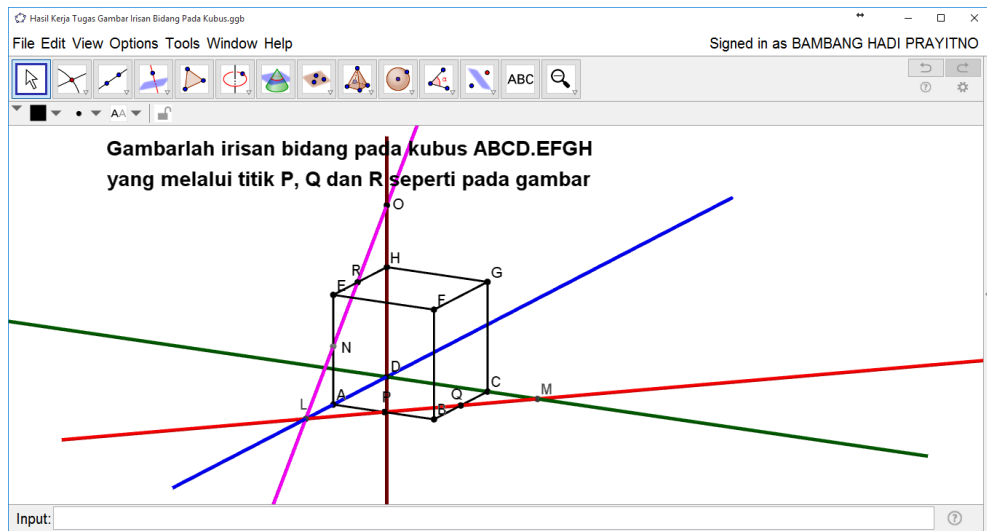 Hasil Kerja Tugas Gambar Irisan Bidang Pada Kubus.ggb
File Edit View Options Tools Window Help
Signed in as BAMBANG HADI PRAYITNO
ABC
AA
Gambarlah irisan bidang pada kubus ABCD.EFGH
yang melalui titik P, Q dan R seperti pada gambar
O
H
R
G
E
F
N
D
C
M
A
P
Q
L
B
Input: